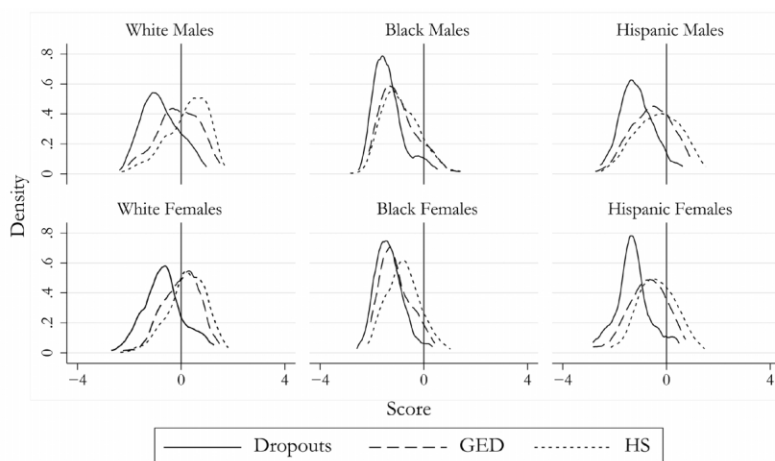 White Males Black Males Hispanic Males
.8
.6
.4
.2
0
Density
White Females Black Females Hispanic Females
.8
.6
.4
.2
0
−4 0 4 −4 0 4 −4 0 4
Score
Dropouts GED HS